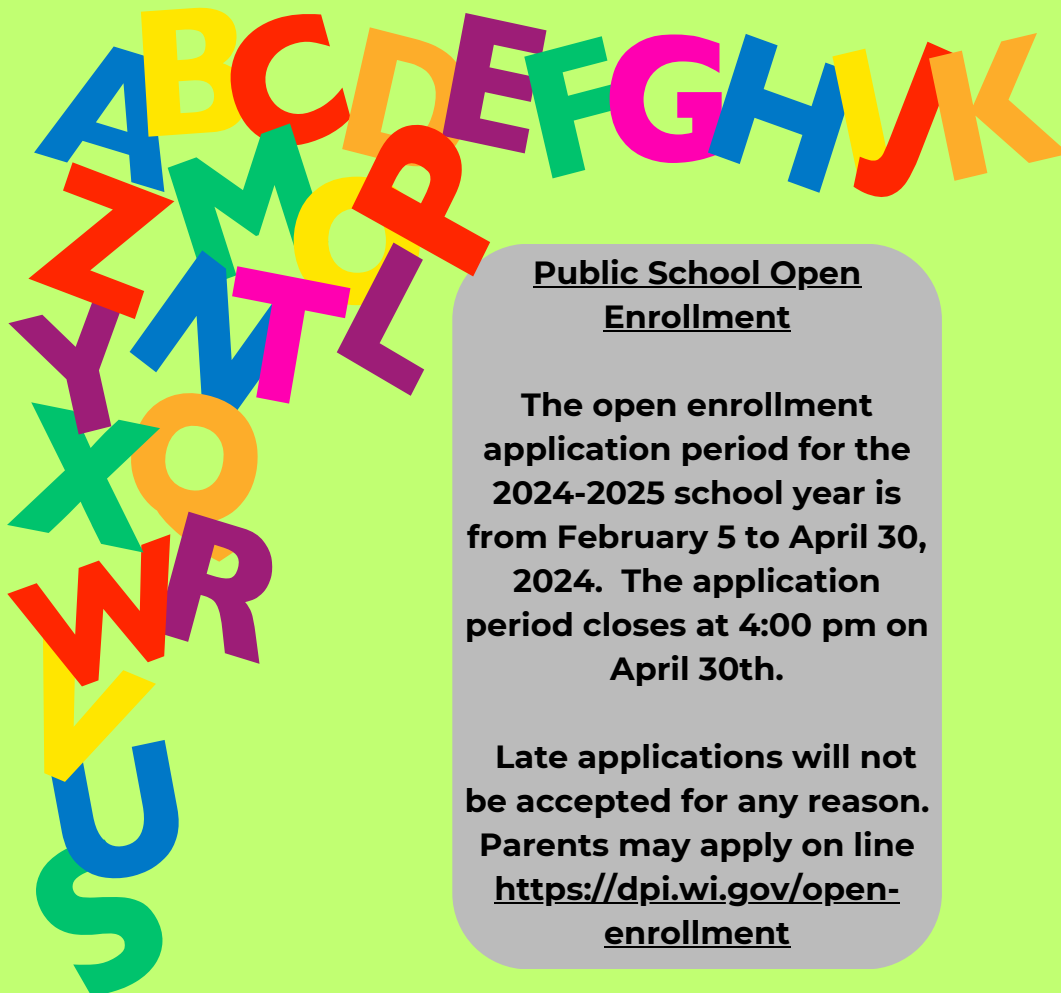 A B C D E F G H I J K
Z M O P
Y N T L
X Q
W R
V
U
S
Public School Open
Enrollment
The open enrollment
application period for the
2024-2025 school year is
from February 5 to April 30,
2024.  The application
period closes at 4:00 pm on
April 30th.
Late applications will not
be accepted for any reason.
Parents may apply on line
https://dpi.wi.gov/open-
enrollment